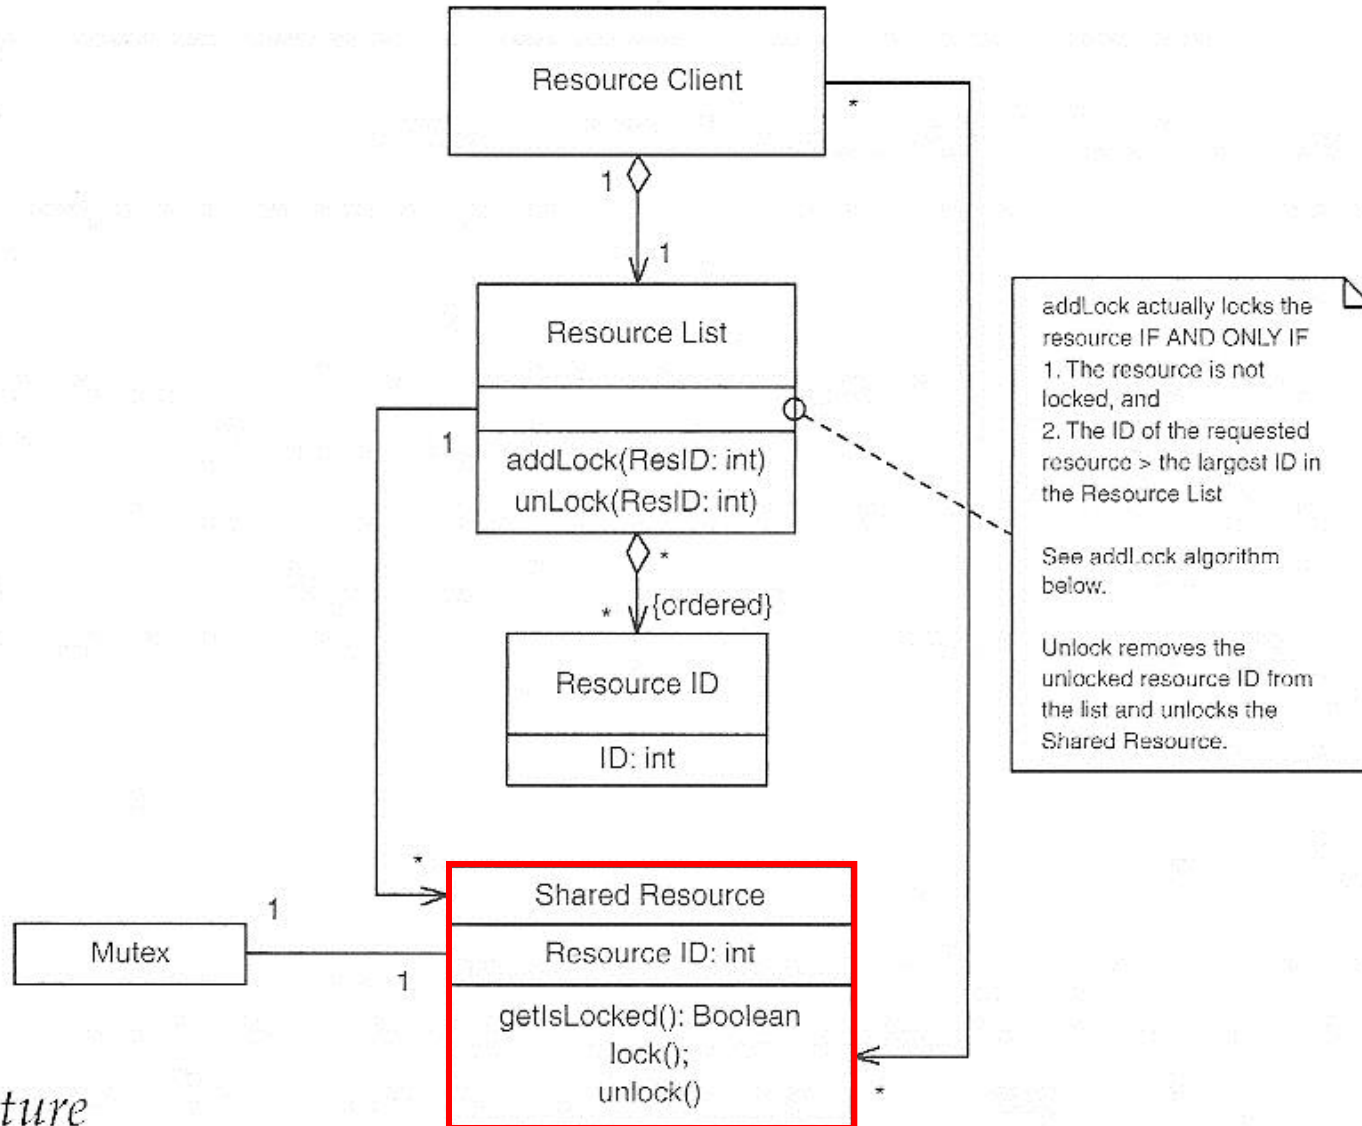 Resource Client
*
1
1
Resource List
addLock(ResID: int)
unLock(ResID: int)
1
*
* {ordered}
Resource ID
ID: int
addLock actually locks the
resource IF AND ONLY IF
1. The resource is not
locked, and
2. The ID of the requested
resource > the largest ID in
the Resource List
See addLock algorithm
below.
Unlock removes the
unlocked resource ID from
the list and unlocks the
Shared Resource.
*
1
Mutex
1
Shared Resource
Resource ID: int
getIsLocked(): Boolean
lock();
unlock()
*
ture